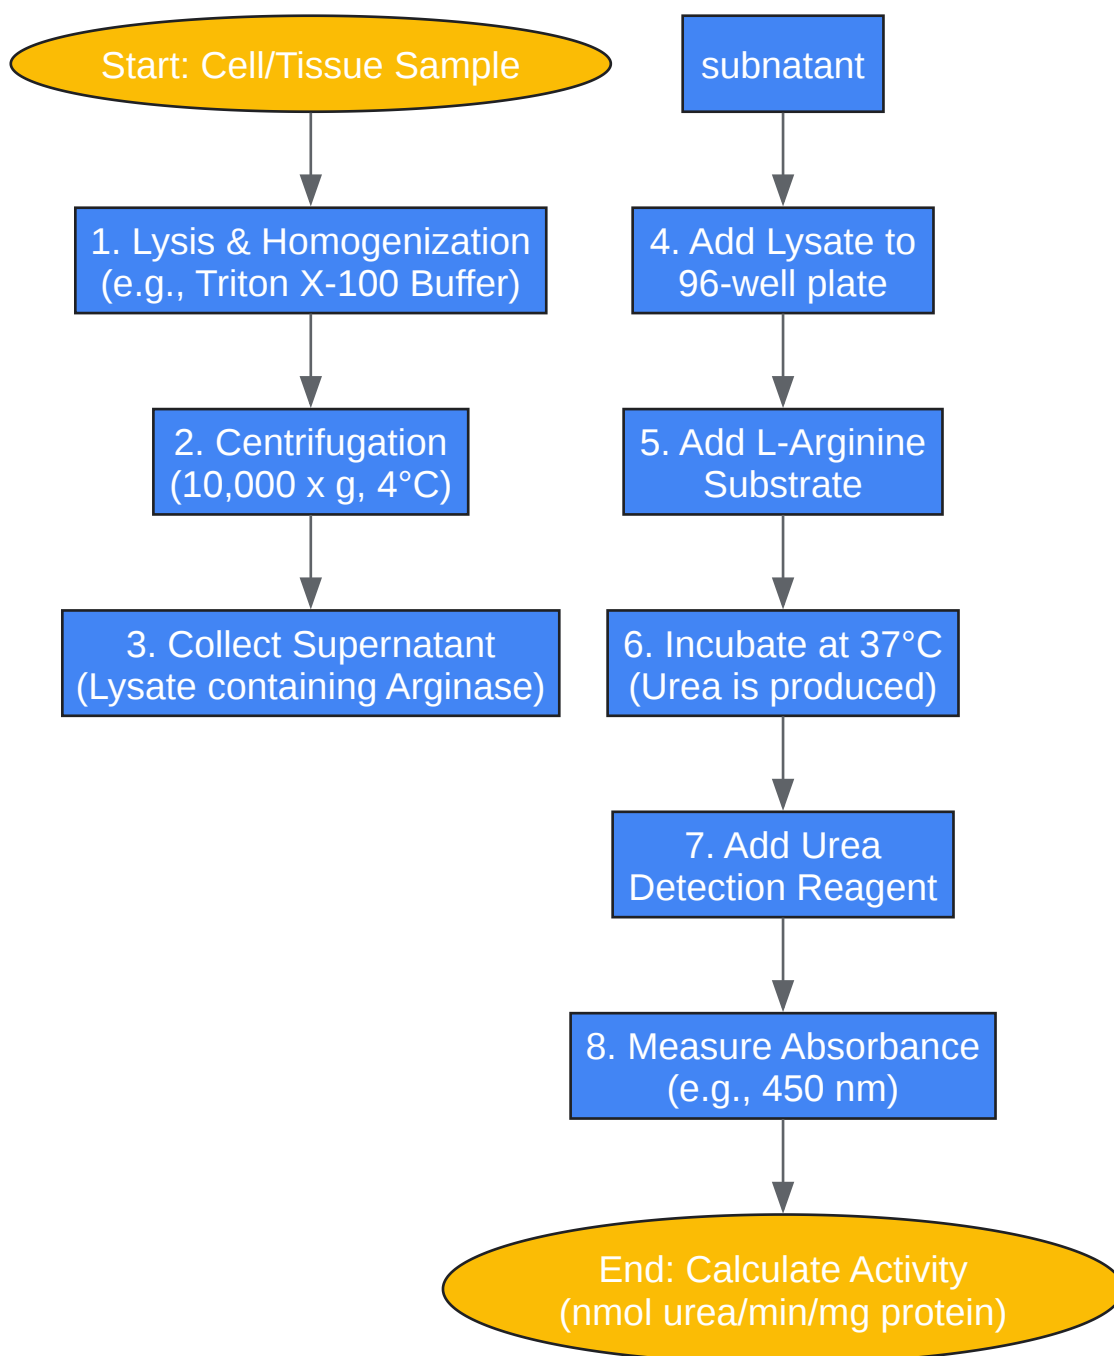 Start: Cell/Tissue Sample
1. Lysis & Homogenization
(e.g., Triton X-100 Buffer)
2. Centrifugation
(10,000 x g, 4°C)
3. Collect Supernatant
(Lysate containing Arginase)
subnatant
4. Add Lysate to
96-well plate
5. Add L-Arginine
Substrate
6. Incubate at 37°C
(Urea is produced)
7. Add Urea
Detection Reagent
8. Measure Absorbance
(e.g., 450 nm)
End: Calculate Activity
(nmol urea/min/mg protein)